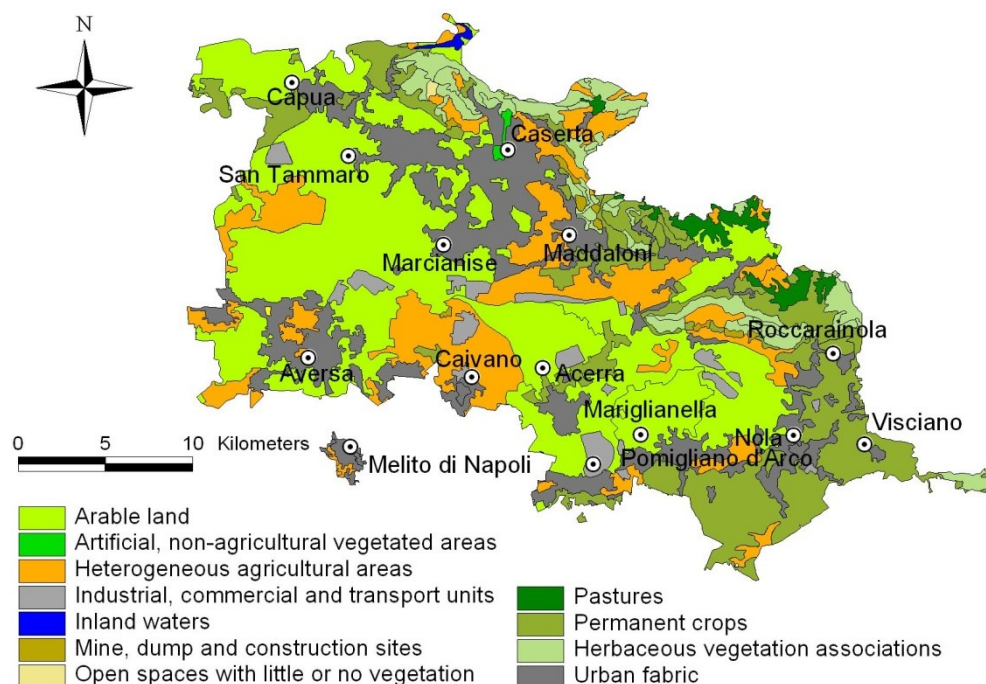 N
Capua
Caserta
San Tammaro
Marcianise
Maddaloni
Roccarainola
Aversa
Caivano
Acerra
Mariglianella
Visciano
Nola
Pomigliano d'Arco
0 5 10 Kilometers
Melito di Napoli
Arable land
Artificial, non-agricultural vegetated areas
Heterogeneous agricultural areas
Industrial, commercial and transport units
Inland waters
Mine, dump and construction sites
Open spaces with little or no vegetation
Pastures
Permanent crops
Herbaceous vegetation associations
Urban fabric